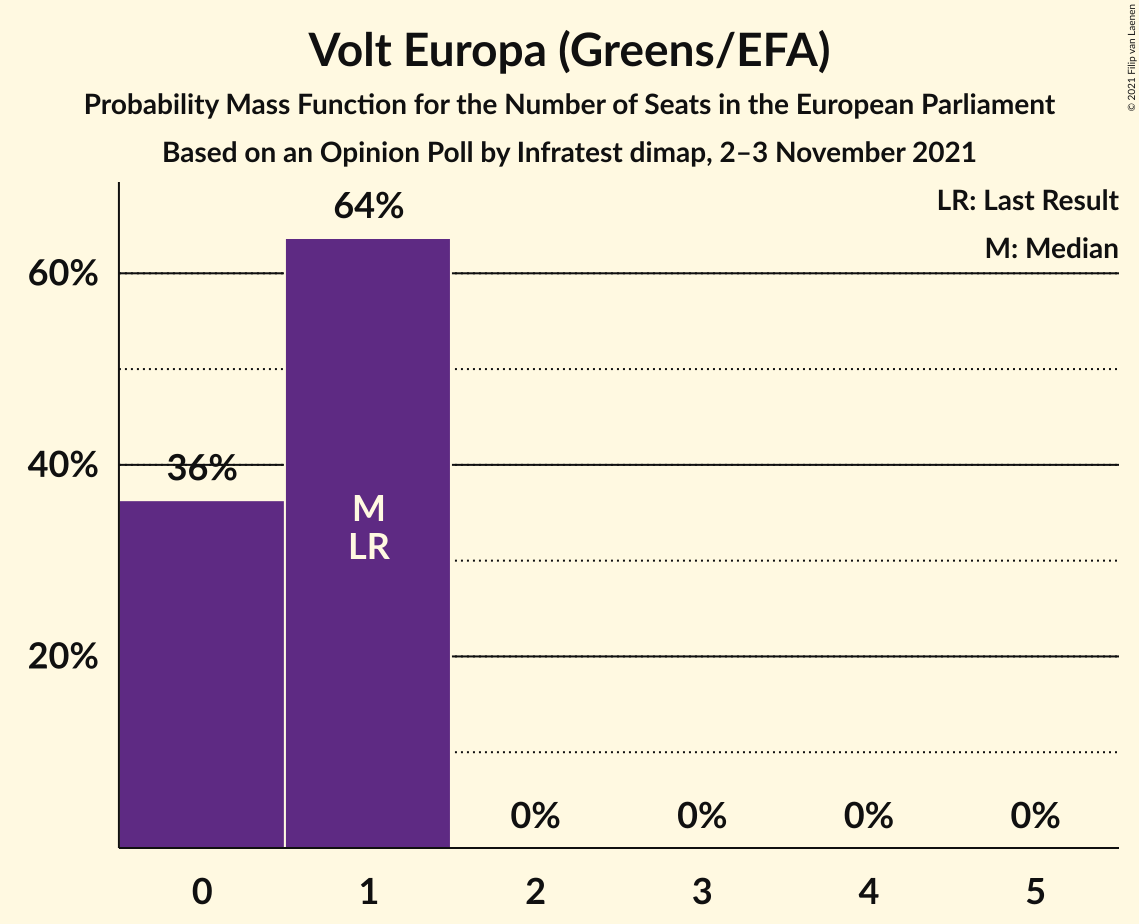 Volt Europa (Greens/EFA)
Probability Mass Function for the Number of Seats in the European Parliament
Based on an Opinion Poll by Infratest dimap, 2–3 November 2021
© 2021 Filip van Laenen
LR: Last Result
M: Median
64%
60%
40%
36%
M
LR
20%
0% 0% 0% 0%
0 1 2 3 4 5